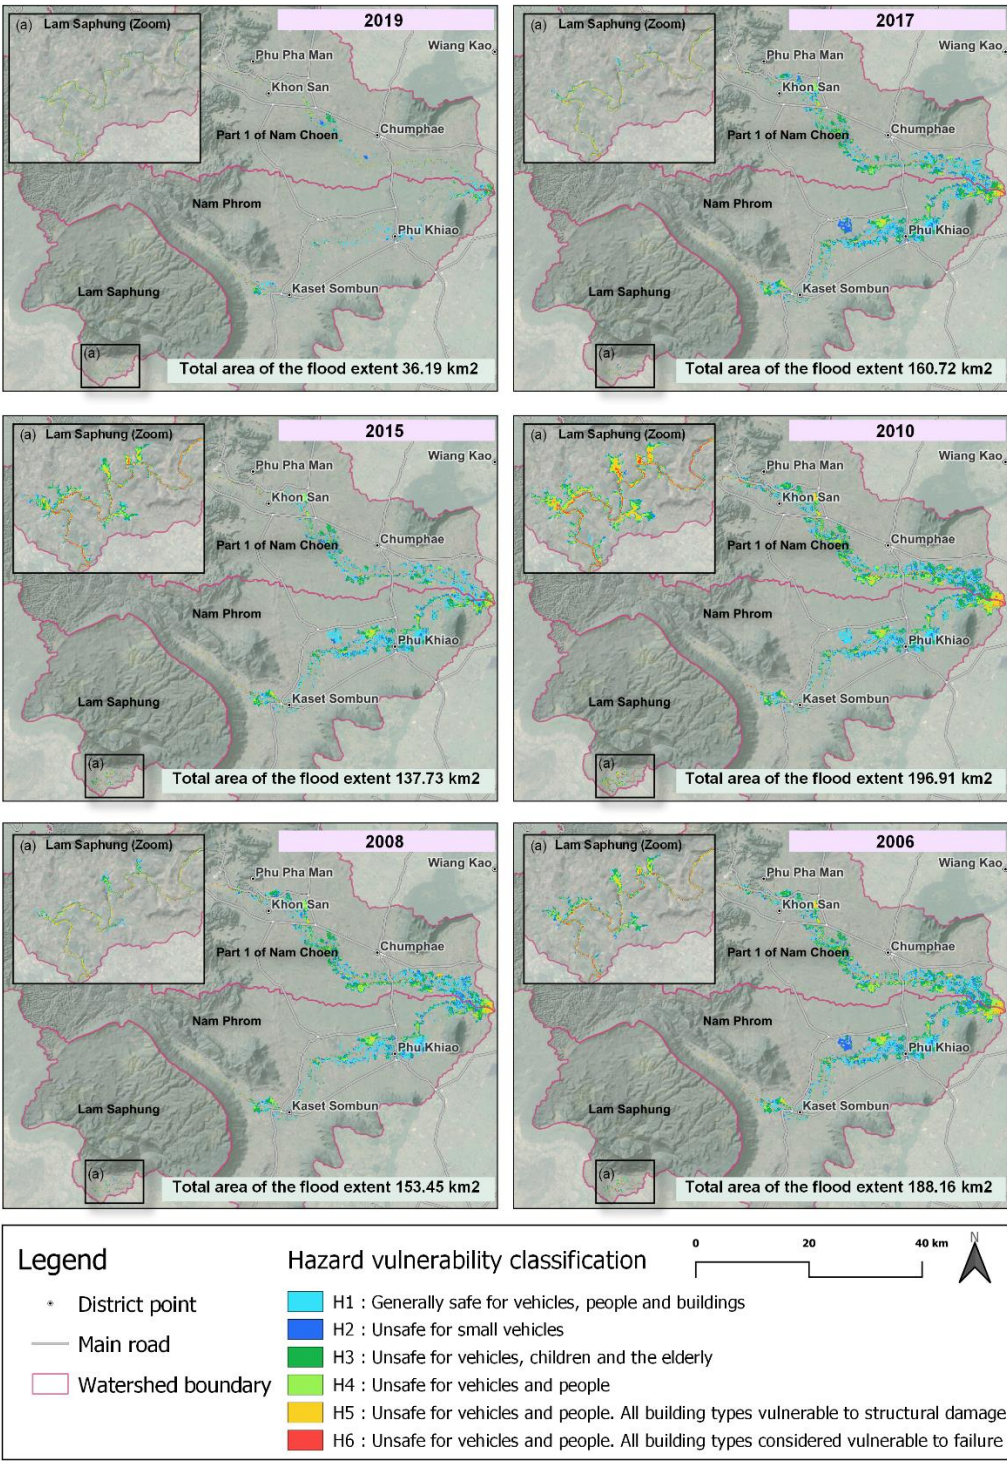 (a) Lam Saphung (Zoom)
2019
Phu Pha Man
Wiang Kao
Khon San
Part 1 of Nam Choen
Chumphae
Nam Phrom
Phu Khiao
Lam Saphung
Kaset Sombun
(a)
Total area of the flood extent 36.19 km2
(a) Lam Saphung (Zoom)
2017
Phu Pha Man
Wiang Kao
Khon San
Part 1 of Nam Choen
Chumphae
Nam Phrom
Phu Khiao
Lam Saphung
Kaset Sombun
(a)
Total area of the flood extent 160.72 km2
(a) Lam Saphung (Zoom)
2015
Phu Pha Man
Wiang Kao
Khon San
Part 1 of Nam Choen
Chumphae
Nam Phrom
Phu Khiao
Lam Saphung
Kaset Sombun
(a)
Total area of the flood extent 137.73 km2
(a) Lam Saphung (Zoom)
2010
Phu Pha Man
Wiang Kao
Khon San
Part 1 of Nam Choen
Chumphae
Nam Phrom
Phu Khiao
Lam Saphung
Kaset Sombun
(a)
Total area of the flood extent 196.91 km2
(a) Lam Saphung (Zoom)
2008
Phu Pha Man
Wiang Kao
Khon San
Part 1 of Nam Choen
Chumphae
Nam Phrom
Phu Khiao
Lam Saphung
Kaset Sombun
(a)
Total area of the flood extent 153.45 km2
(a) Lam Saphung (Zoom)
2006
Phu Pha Man
Wiang Kao
Khon San
Part 1 of Nam Choen
Chumphae
Nam Phrom
Phu Khiao
Lam Saphung
Kaset Sombun
(a)
Total area of the flood extent 188.16 km2
Legend
District point
Main road
Watershed boundary
Hazard vulnerability classification
0 20 40 km
N
H1 : Generally safe for vehicles, people and buildings
H2 : Unsafe for small vehicles
H3 : Unsafe for vehicles, children and the elderly
H4 : Unsafe for vehicles and people
H5 : Unsafe for vehicles and people. All building types vulnerable to structural damage
H6 : Unsafe for vehicles and people. All building types considered vulnerable to failure